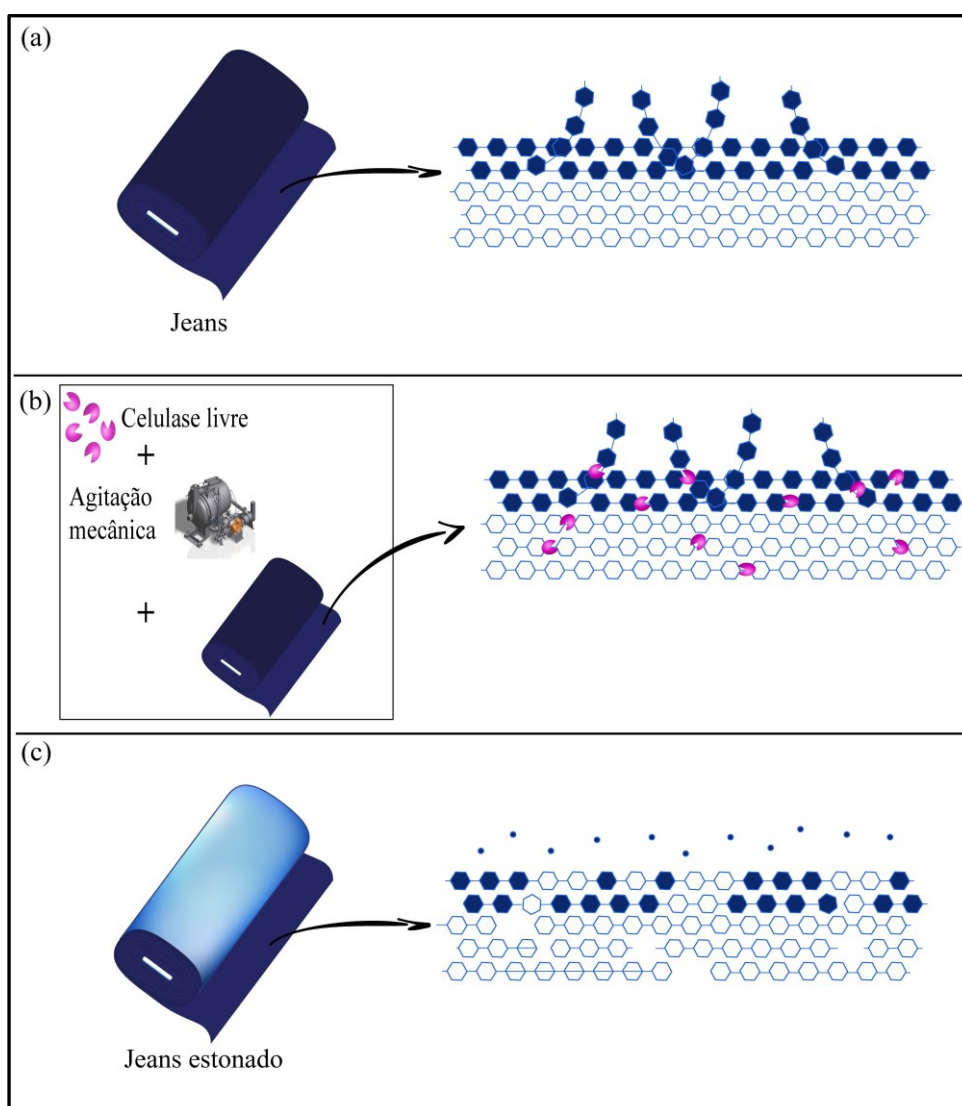 (a)
Jeans
(b)
Celulase livre
+
Agitação
mecânica
+
(c)
Jeans estonado